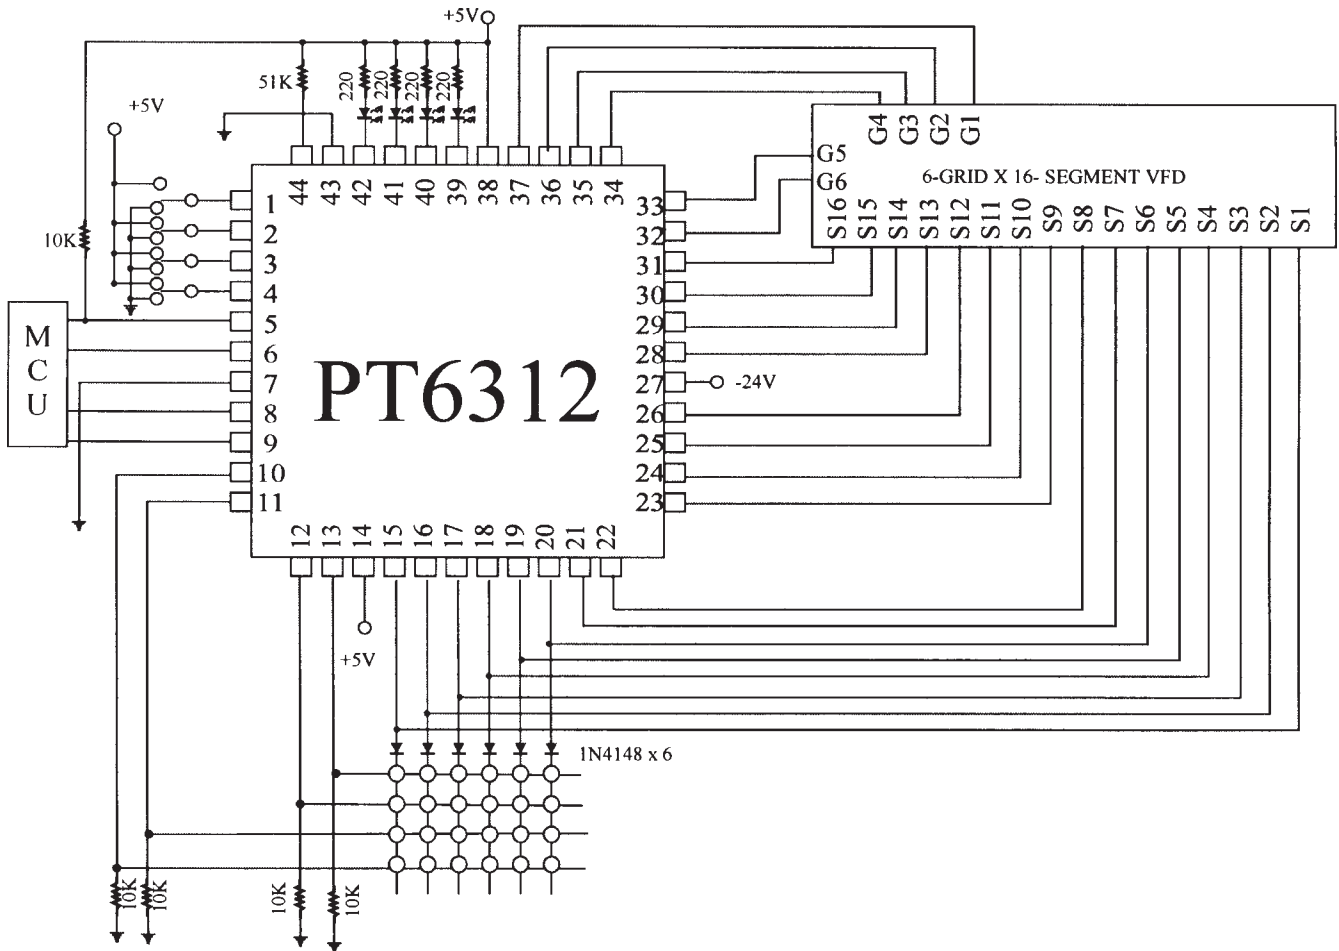 +5V
51K
220
220
220
220
+5V
10K
44
43
42
41
40
39
38
37
36
35
34
G4
G3
G2
G1
G5
G6
6-GRID X 16- SEGMENT VFD
S16
S15
S14
S13
S12
S11
S10
S9
S8
S7
S6
S5
S4
S3
S2
S1
1
2
3
4
5
6
7
8
9
10
11
MCU
PT6312
33
32
31
30
29
28
27
-24V
26
25
24
23
12
13
14
15
16
17
18
19
20
21
22
+5V
1N4148 x 6
10K
10K
10K
10K